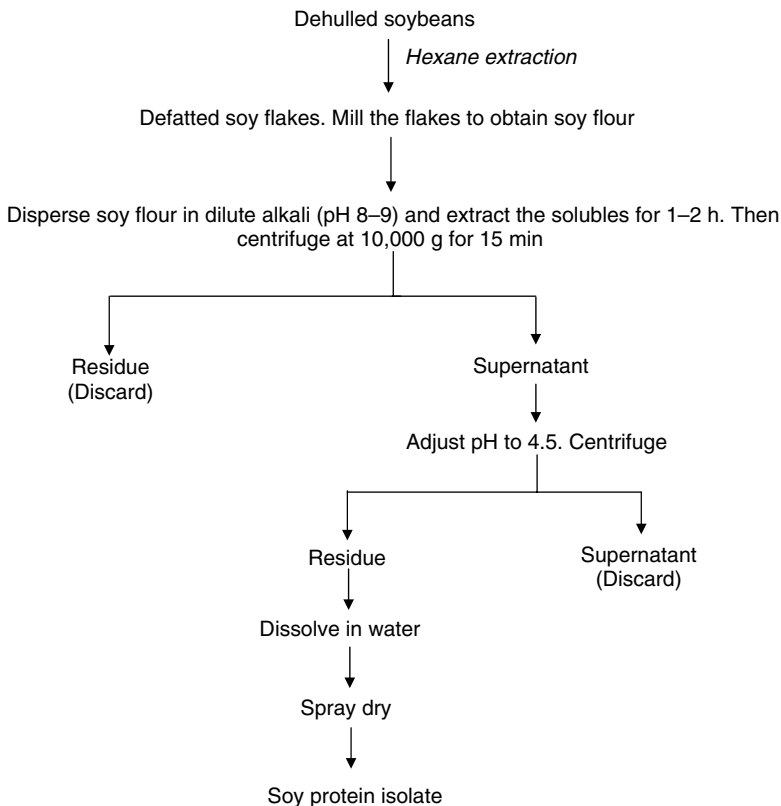 Dehulled soybeans
Hexane extraction
Defatted soy flakes. Mill the flakes to obtain soy flour
Disperse soy flour in dilute alkali (pH 8–9) and extract the solubles for 1–2 h. Then
centrifuge at 10,000 g for 15 min
Residue
(Discard)
Supernatant
Adjust pH to 4.5. Centrifuge
Residue
Supernatant
(Discard)
Dissolve in water
Spray dry
Soy protein isolate